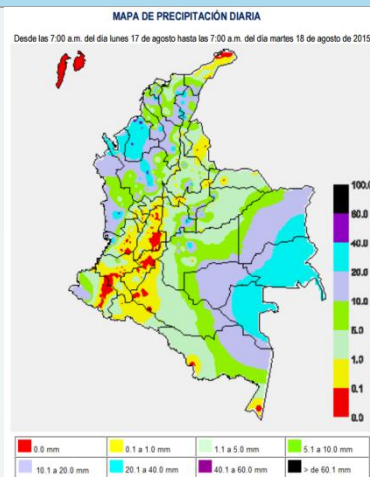 MAPA DE PRECIPITACIÓN DIARIA
Desde las 7:00 a.m. del día lunes 17 de agosto hasta las 7:00 a.m. del día martes 18 de agosto de 2015
100.0
60.0
40.0
20.0
10.0
5.0
1.0
0.1
0.0
0.0 mm
0.1 a 1.0 mm
1.1 a 5.0 mm
5.1 a 10.0 mm
10.1 a 20.0 mm
20.1 a 40.0 mm
40.1 a 60.0 mm
> de 60.1 mm